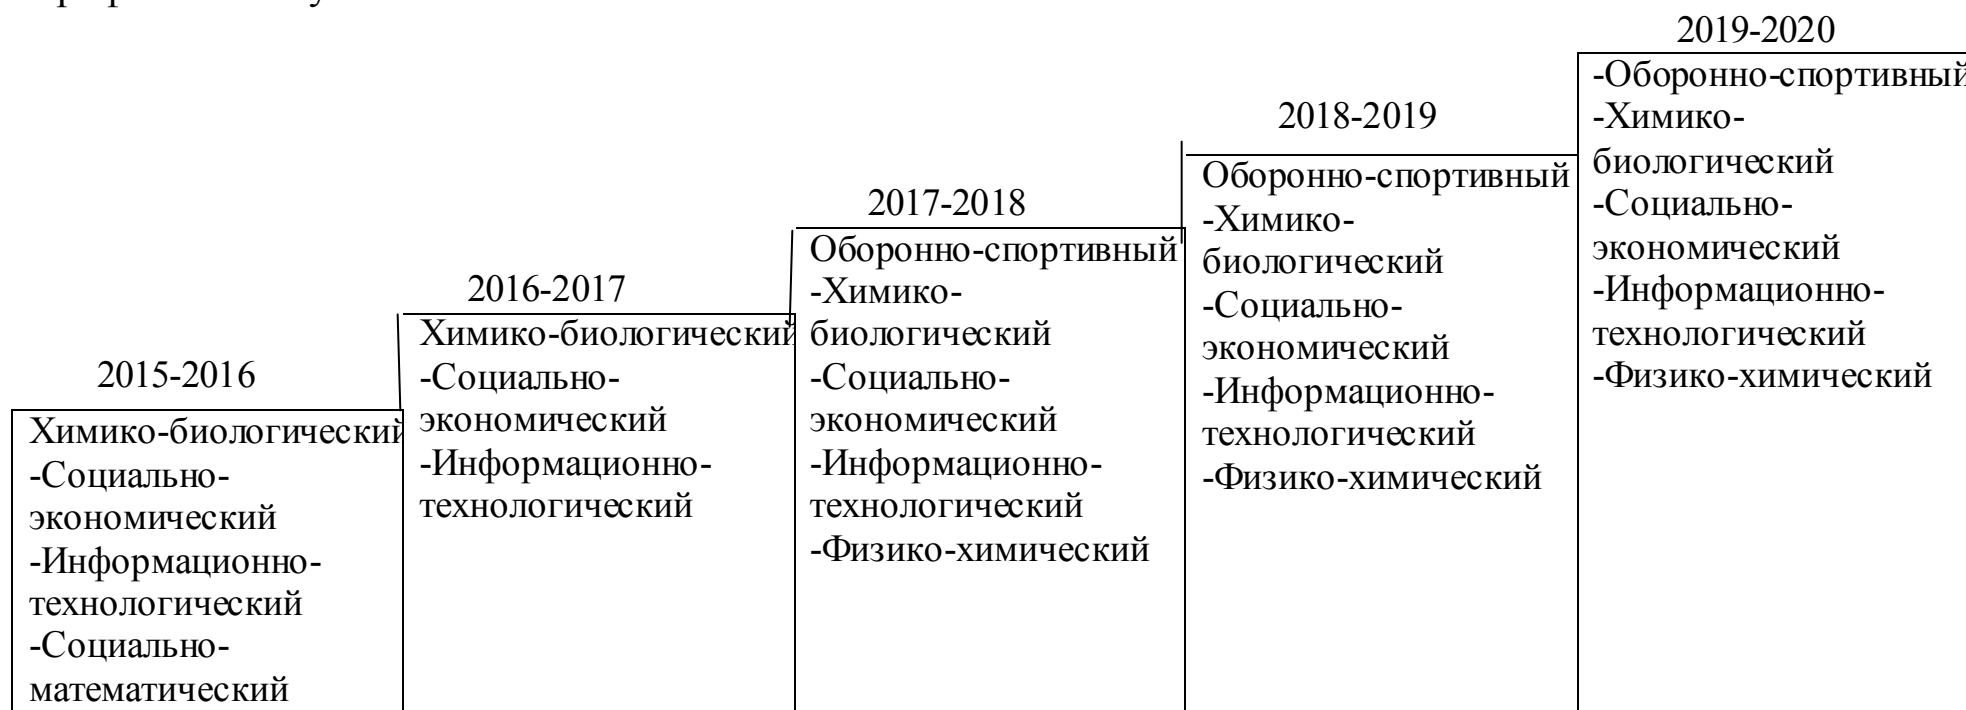 2015-2016
Химико-биологический
-Социально-
экономический
-Информационно-
технологический
-Социально-
математический
2016-2017
Химико-биологический
-Социально-
экономический
-Информационно-
технологический
2017-2018
Оборонно-спортивный
-Химико-
биологический
-Социально-
экономический
-Информационно-
технологический
-Физико-химический
2018-2019
Оборонно-спортивный
-Химико-
биологический
-Социально-
экономический
-Информационно-
технологический
-Физико-химический
2019-2020
-Оборонно-спортивный
-Химико-
биологический
-Социально-
экономический
-Информационно-
технологический
-Физико-химический